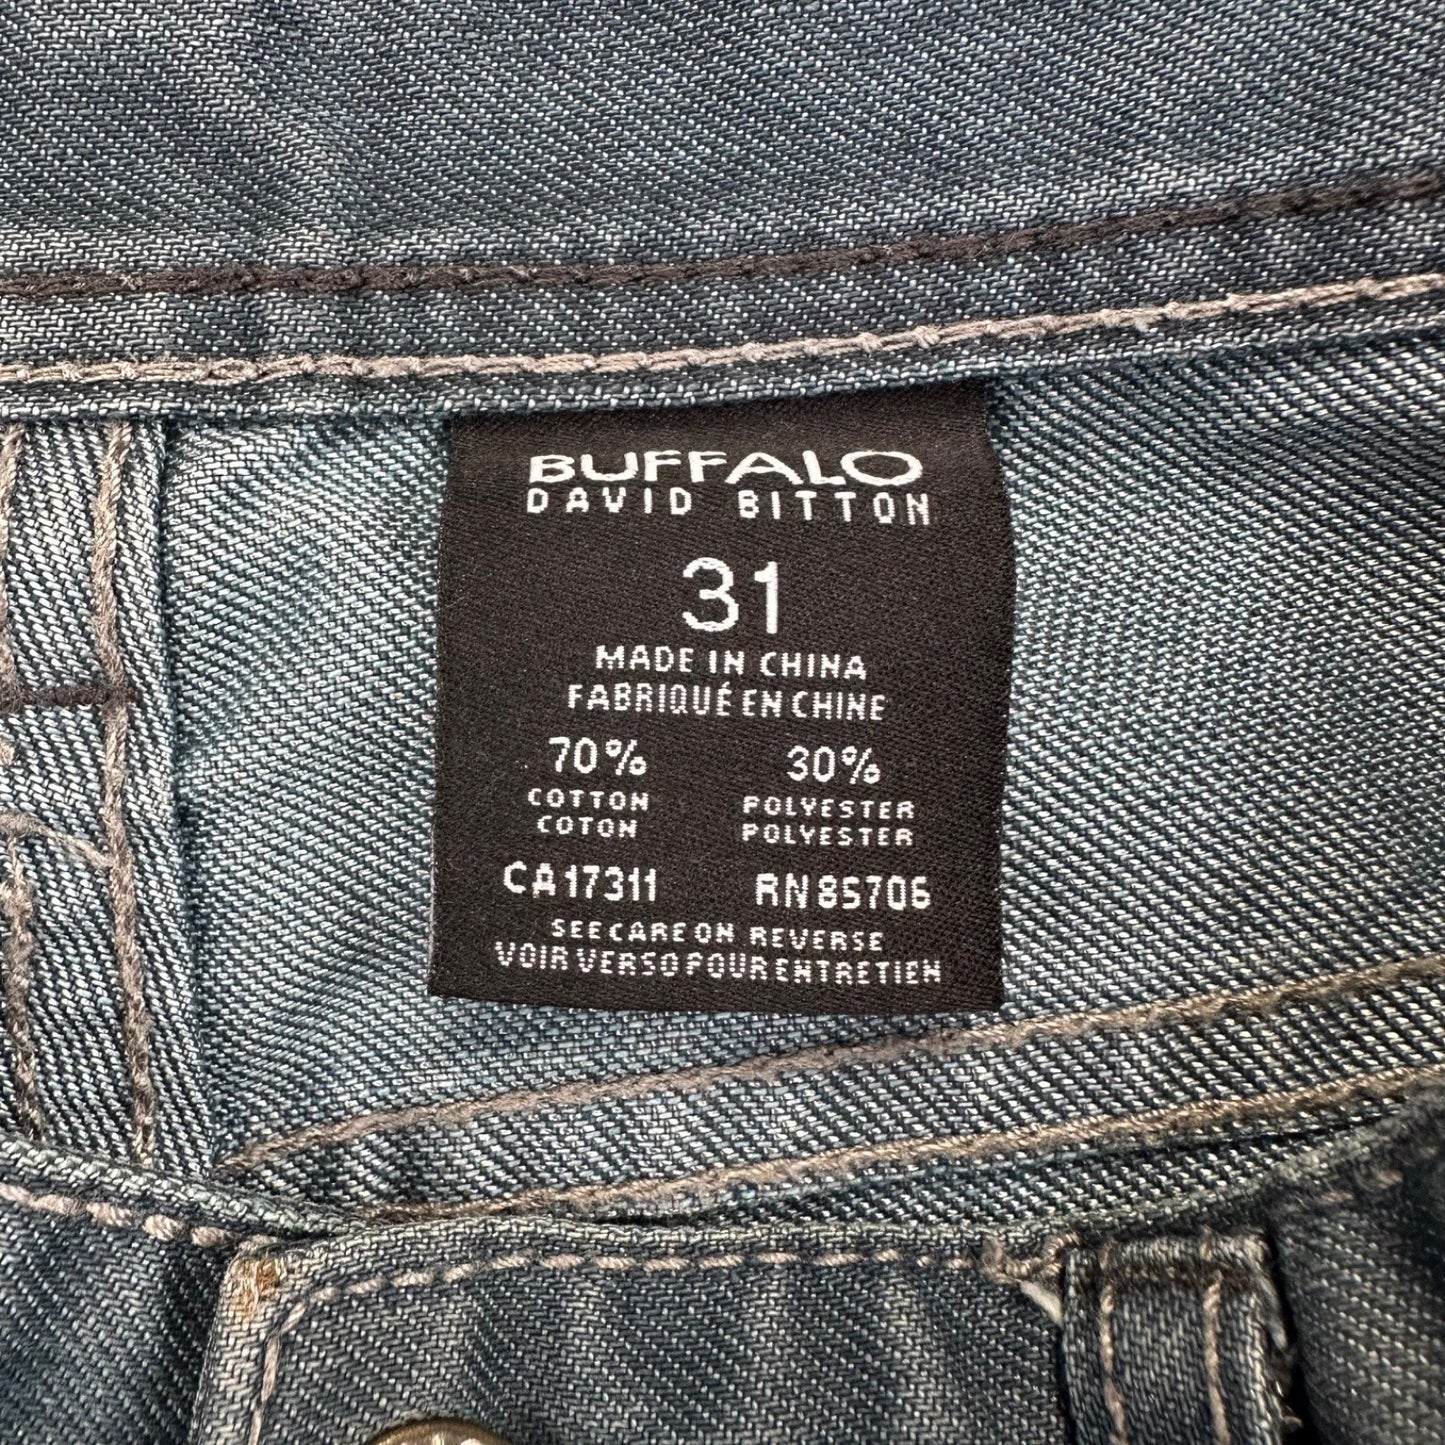 BUFFALO
DAVID BITTON
31
MADE IN CHINA
FABRIQUÉ EN CHINE
70% 30%
COTTON POLYESTER
COTON POLYESTER
CA17311 RN85706
SEE CARE ON REVERSE
VOIR VERSO POUR ENTRETIEN